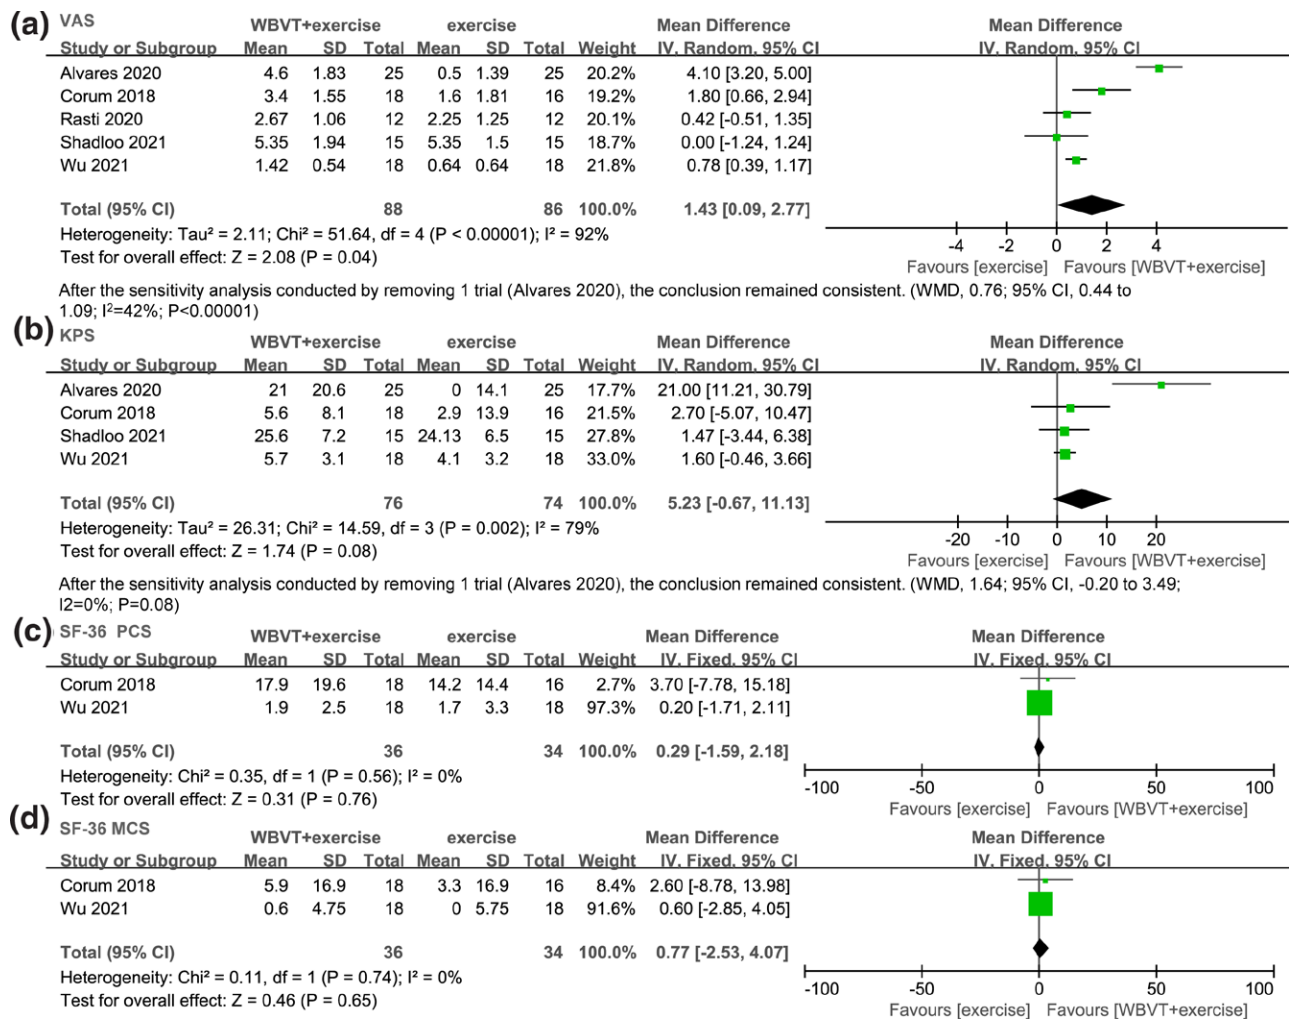 (a) VAS
WBVT+exercise exercise Mean Difference Mean Difference
Study or Subgroup Mean SD Total Mean SD Total Weight IV. Random. 95% CI IV. Random. 95% CI
Alvares 2020 4.6 1.83 25 0.5 1.39 25 20.2% 4.10 [3.20, 5.00]
Corum 2018 3.4 1.55 18 1.6 1.81 16 19.2% 1.80 [0.66, 2.94]
Rasti 2020 2.67 1.06 12 2.25 1.25 12 20.1% 0.42 [-0.51, 1.35]
Shadloo 2021 5.35 1.94 15 5.35 1.5 15 18.7% 0.00 [-1.24, 1.24]
Wu 2021 1.42 0.54 18 0.64 0.64 18 21.8% 0.78 [0.39, 1.17]
Total (95% CI) 88 86 100.0% 1.43 [0.09, 2.77]
Heterogeneity: Tau² = 2.11; Chi² = 51.64, df = 4 (P < 0.00001); I² = 92%
Test for overall effect: Z = 2.08 (P = 0.04)
-4 -2 0 2 4
Favours [exercise] Favours [WBVT+exercise]
After the sensitivity analysis conducted by removing 1 trial (Alvares 2020), the conclusion remained consistent. (WMD, 0.76; 95% CI, 0.44 to
1.09; I²=42%; P<0.00001)
(b) KPS
WBVT+exercise exercise Mean Difference Mean Difference
Study or Subgroup Mean SD Total Mean SD Total Weight IV. Random. 95% CI IV. Random. 95% CI
Alvares 2020 21 20.6 25 0 14.1 25 17.7% 21.00 [11.21, 30.79]
Corum 2018 5.6 8.1 18 2.9 13.9 16 21.5% 2.70 [-5.07, 10.47]
Shadloo 2021 25.6 7.2 15 24.13 6.5 15 27.8% 1.47 [-3.44, 6.38]
Wu 2021 5.7 3.1 18 4.1 3.2 18 33.0% 1.60 [-0.46, 3.66]
Total (95% CI) 76 74 100.0% 5.23 [-0.67, 11.13]
Heterogeneity: Tau² = 26.31; Chi² = 14.59, df = 3 (P = 0.002); I² = 79%
Test for overall effect: Z = 1.74 (P = 0.08)
-20 -10 0 10 20
Favours [exercise] Favours [WBVT+exercise]
After the sensitivity analysis conducted by removing 1 trial (Alvares 2020), the conclusion remained consistent. (WMD, 1.64; 95% CI, -0.20 to 3.49;
I2=0%; P=0.08)
(c) SF-36 PCS
WBVT+exercise exercise Mean Difference Mean Difference
Study or Subgroup Mean SD Total Mean SD Total Weight IV. Fixed. 95% CI IV. Fixed. 95% CI
Corum 2018 17.9 19.6 18 14.2 14.4 16 2.7% 3.70 [-7.78, 15.18]
Wu 2021 1.9 2.5 18 1.7 3.3 18 97.3% 0.20 [-1.71, 2.11]
Total (95% CI) 36 34 100.0% 0.29 [-1.59, 2.18]
Heterogeneity: Chi² = 0.35, df = 1 (P = 0.56); I² = 0%
Test for overall effect: Z = 0.31 (P = 0.76)
-100 -50 0 50 100
Favours [exercise] Favours [WBVT+exercise]
(d) SF-36 MCS
WBVT+exercise exercise Mean Difference Mean Difference
Study or Subgroup Mean SD Total Mean SD Total Weight IV. Fixed. 95% CI IV. Fixed. 95% CI
Corum 2018 5.9 16.9 18 3.3 16.9 16 8.4% 2.60 [-8.78, 13.98]
Wu 2021 0.6 4.75 18 0 5.75 18 91.6% 0.60 [-2.85, 4.05]
Total (95% CI) 36 34 100.0% 0.77 [-2.53, 4.07]
Heterogeneity: Chi² = 0.11, df = 1 (P = 0.74); I² = 0%
Test for overall effect: Z = 0.46 (P = 0.65)
-100 -50 0 50 100
Favours [exercise] Favours [WBVT+exercise]